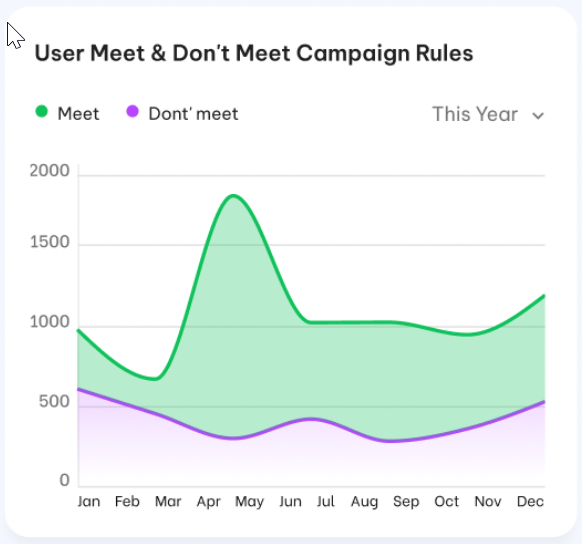 User Meet & Don't Meet Campaign Rules
Meet Dont' meet This Year
2000
1500
1000
500
0
Jan Feb Mar Apr May Jun Jul Aug Sep Oct Nov Dec